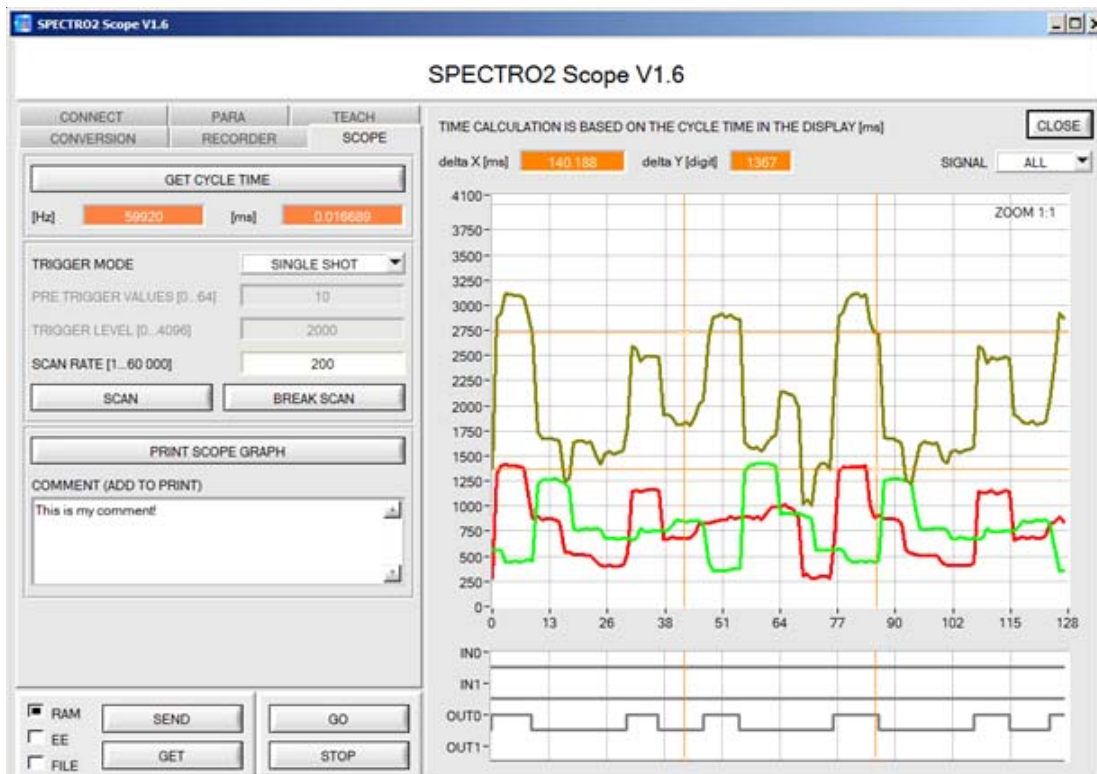 SPECTRO2 Scope V1.6
SPECTRO2 Scope V1.6
CONNECT PARA TEACH
CONVERSION RECORDER SCOPE
GET CYCLE TIME
[Hz] 59920 [ms] 0.016689
TRIGGER MODE SINGLE SHOT
PRE TRIGGER VALUES [0..64] 10
TRIGGER LEVEL [0..4096] 2000
SCAN RATE [1...60 000] 200
SCAN BREAK SCAN
PRINT SCOPE GRAPH
COMMENT (ADD TO PRINT)
This is my comment!
RAM
EE
FILE
SEND GO
GET STOP
TIME CALCULATION IS BASED ON THE CYCLE TIME IN THE DISPLAY [ms]
CLOSE
delta X [ms] 140.188 delta Y [digit] 1367 SIGNAL ALL
ZOOM 1:1
4100
3750
3500
3250
3000
2750
2500
2250
2000
1750
1500
1250
1000
750
500
250
0
0 13 26 38 51 64 77 90 102 115 128
IN0
IN1
OUT0
OUT1